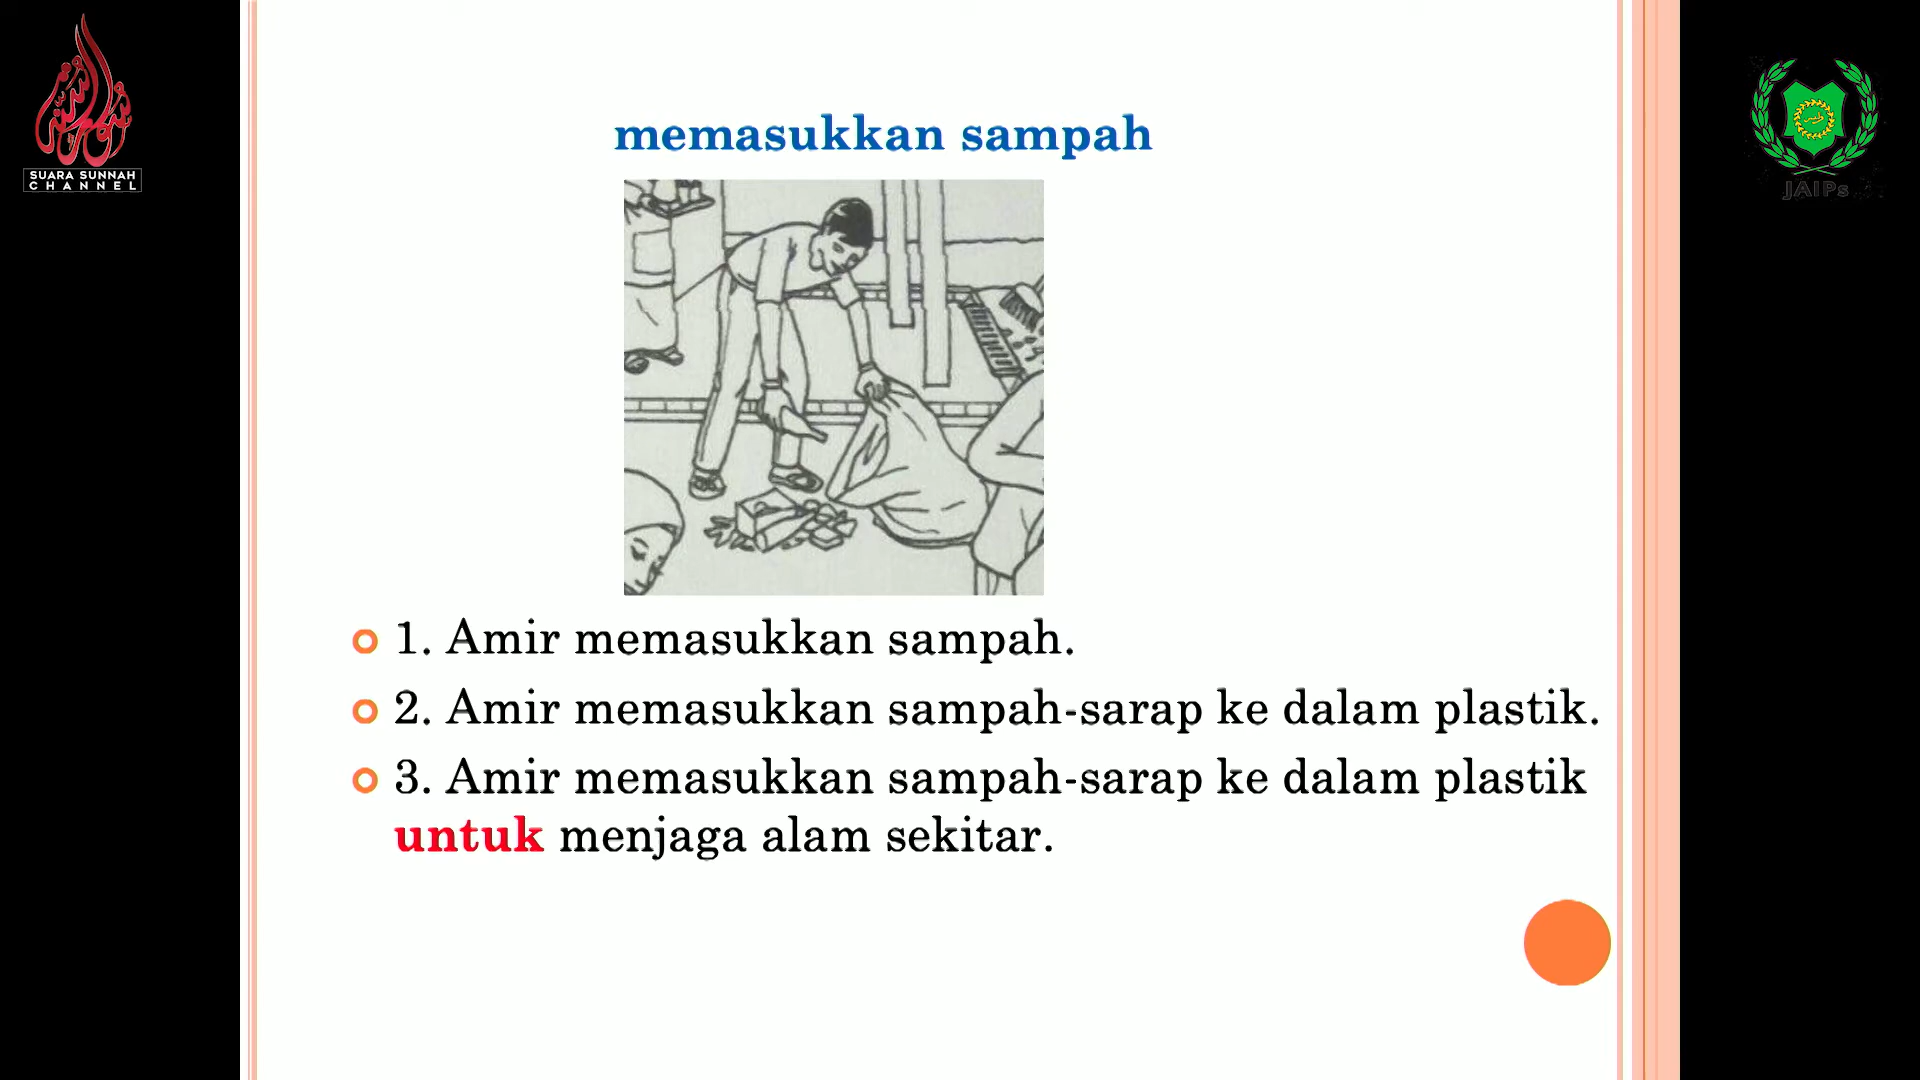 SUARA SUNNAH
CHANNEL
JAIPs
memasukkan sampah
1. Amir memasukkan sampah.
2. Amir memasukkan sampah-sarap ke dalam plastik.
3. Amir memasukkan sampah-sarap ke dalam plastik
untuk menjaga alam sekitar.